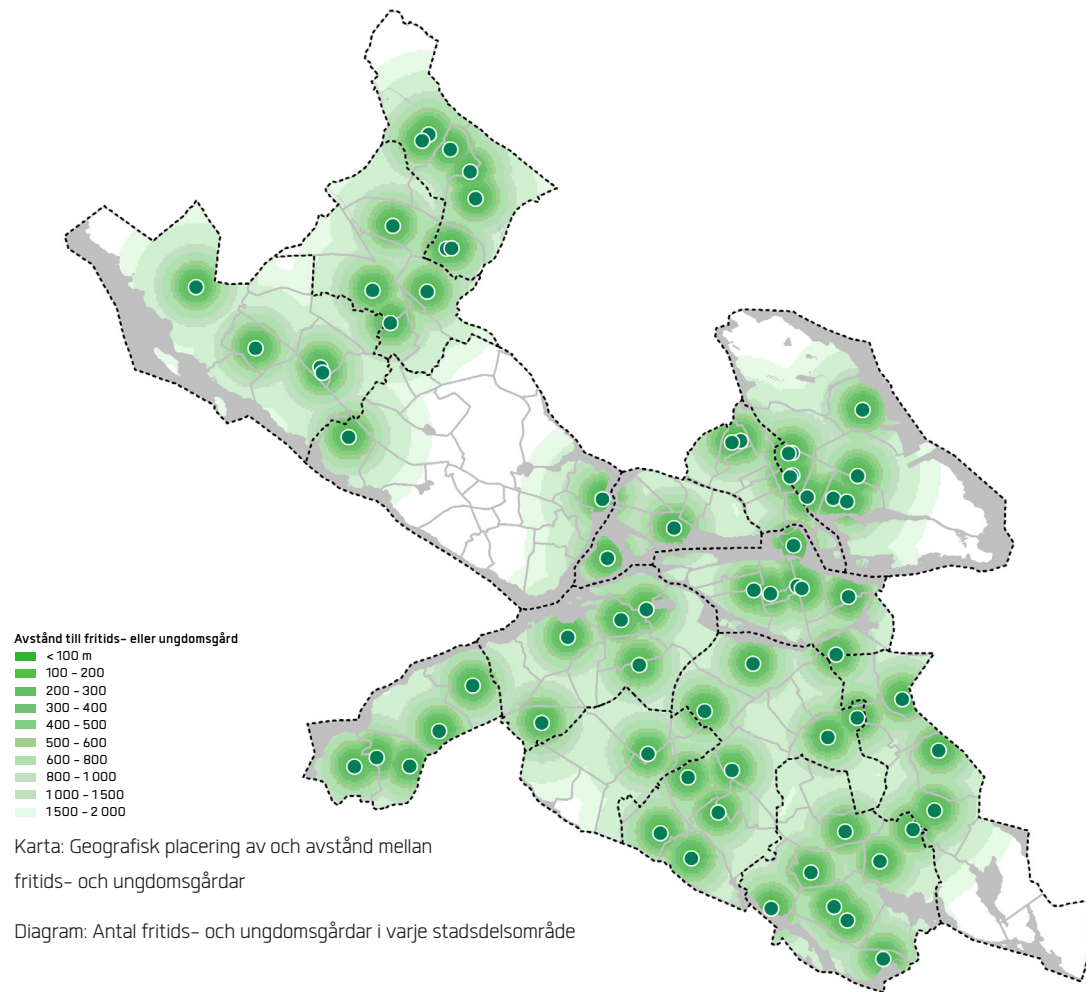 Avstånd till fritids- eller ungdomsgård
< 100 m
100 - 200
200 - 300
300 - 400
400 - 500
500 - 600
600 - 800
800 - 1 000
1 000 - 1 500
1 500 - 2 000
Karta: Geografisk placering av och avstånd mellan
fritids- och ungdomsgårdar
Diagram: Antal fritids- och ungdomsgårdar i varje stadsdelsområde